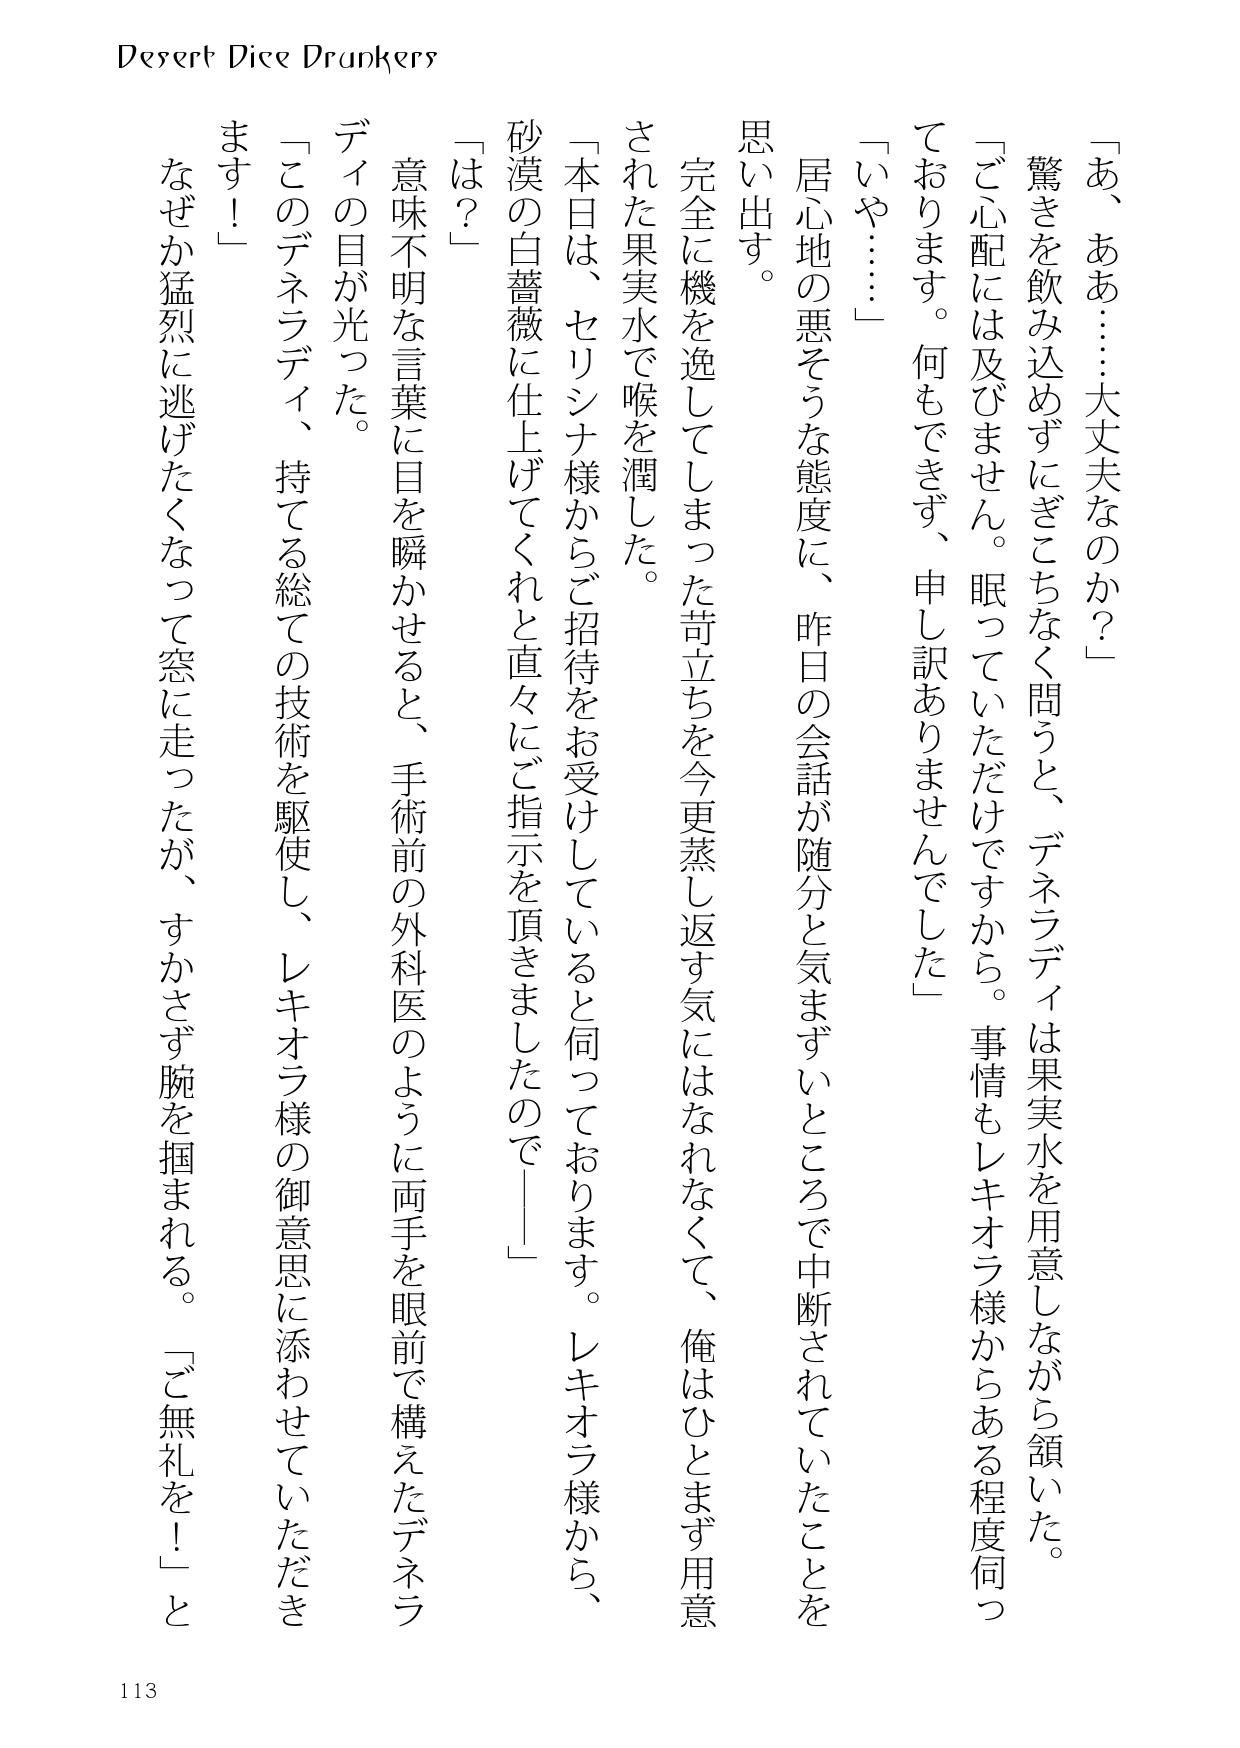 Desert Dice Drunkers
「あ、ああ……大丈夫なのか？」
　驚きを飲み込めずにぎこちなく問うと、デネラディは果実水を用意しながら頷いた。
「ご心配には及びません。眠っていただけですから。事情もレキオラ様からある程度伺っ
ております。何もできず、申し訳ありませんでした」
「いや……」
　居心地の悪そうな態度に、昨日の会話が随分と気まずいところで中断されていたことを
思い出す。
　完全に機を逸してしまった苛立ちを今更蒸し返す気にはなれなくて、俺はひとまず用意
された果実水で喉を潤した。
「本日は、セリシナ様からご招待をお受けしていると伺っております。レキオラ様から、
砂漠の白薔薇に仕上げてくれと直々にご指示を頂きましたので――」
「は？」
　意味不明な言葉に目を瞬かせると、手術前の外科医のように両手を眼前で構えたデネラ
ディの目が光った。
「このデネラディ、持てる総ての技術を駆使し、レキオラ様の御意思に添わせていただき
ます！」
　なぜか猛烈に逃げたくなって窓に走ったが、すかさず腕を掴まれる。「ご無礼を！」と
113